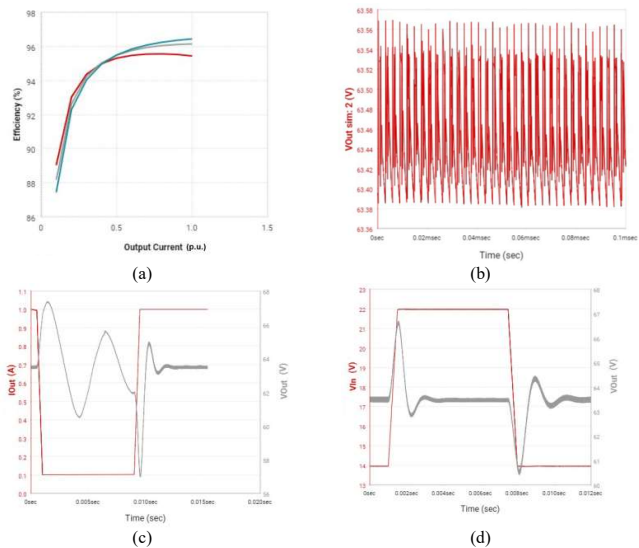 98
96
94
92
90
88
86
Efficiency (%)
0
0.5
1.0
1.5
Output Current (p.u.)
(a)
63.58
63.56
63.54
63.52
63.50
63.48
63.46
63.44
63.42
63.40
63.38
63.36
VOut sim: 2 (V)
0sec
0.02msec
0.04msec
0.06msec
0.08msec
0.1msec
Time (sec)
(b)
1.1
1.0
0.9
0.8
0.7
0.6
0.5
0.4
0.3
0.2
0.1
0.0
IOut (A)
68
66
64
62
60
58
56
VOut (V)
0sec
0.005sec
0.010sec
0.015sec
0.020sec
Time (sec)
(c)
23
22
21
20
19
18
17
16
15
14
13
VIn (V)
68
67
66
65
64
63
62
61
60
VOut (V)
0sec
0.002sec
0.004sec
0.006sec
0.008sec
0.010sec
0.012sec
Time (sec)
(d)